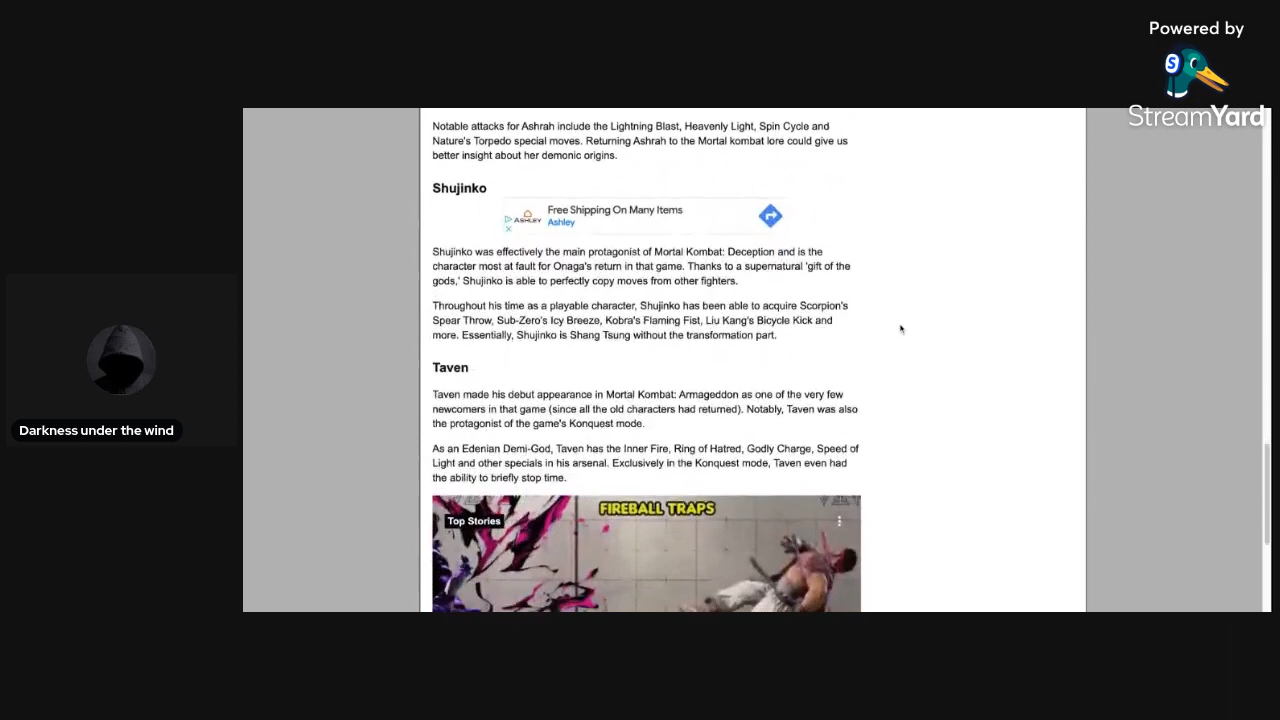 Powered by
StreamYard
Notable attacks for Ashrah include the Lightning Blast, Heavenly Light, Spin Cycle and
Nature's Torpedo special moves. Returning Ashrah to the Mortal kombat lore could give us
better insight about her demonic origins.
Shujinko
ASHLEY
Free Shipping On Many Items
Ashley
Shujinko was effectively the main protagonist of Mortal Kombat: Deception and is the
character most at fault for Onaga's return in that game. Thanks to a supernatural 'gift of the
gods,' Shujinko is able to perfectly copy moves from other fighters.
Throughout his time as a playable character, Shujinko has been able to acquire Scorpion's
Spear Throw, Sub-Zero's Icy Breeze, Kobra's Flaming Fist, Liu Kang's Bicycle Kick and
more. Essentially, Shujinko is Shang Tsung without the transformation part.
Taven
Taven made his debut appearance in Mortal Kombat: Armageddon as one of the very few
newcomers in that game (since all the old characters had returned). Notably, Taven was also
the protagonist of the game's Konquest mode.
As an Edenian Demi-God, Taven has the Inner Fire, Ring of Hatred, Godly Charge, Speed of
Light and other specials in his arsenal. Exclusively in the Konquest mode, Taven even had
the ability to briefly stop time.
FIREBALL TRAPS
Top Stories
Darkness under the wind